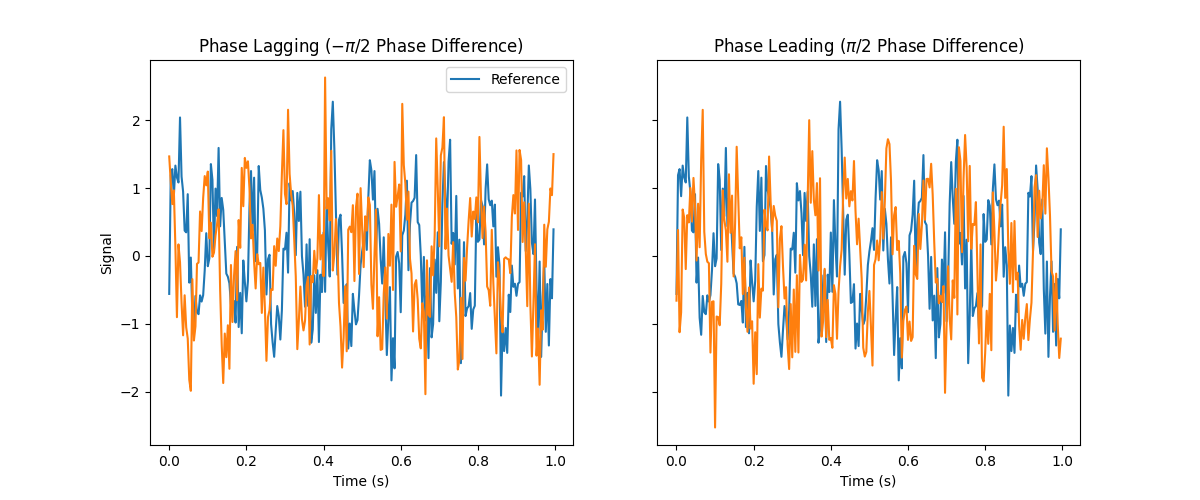 Phase Lagging (−π/2 Phase Difference)
Phase Leading (π/2 Phase Difference)
Reference
Signal
2
1
0
−1
−2
0.0 0.2 0.4 0.6 0.8 1.0
0.0 0.2 0.4 0.6 0.8 1.0
Time (s)
Time (s)